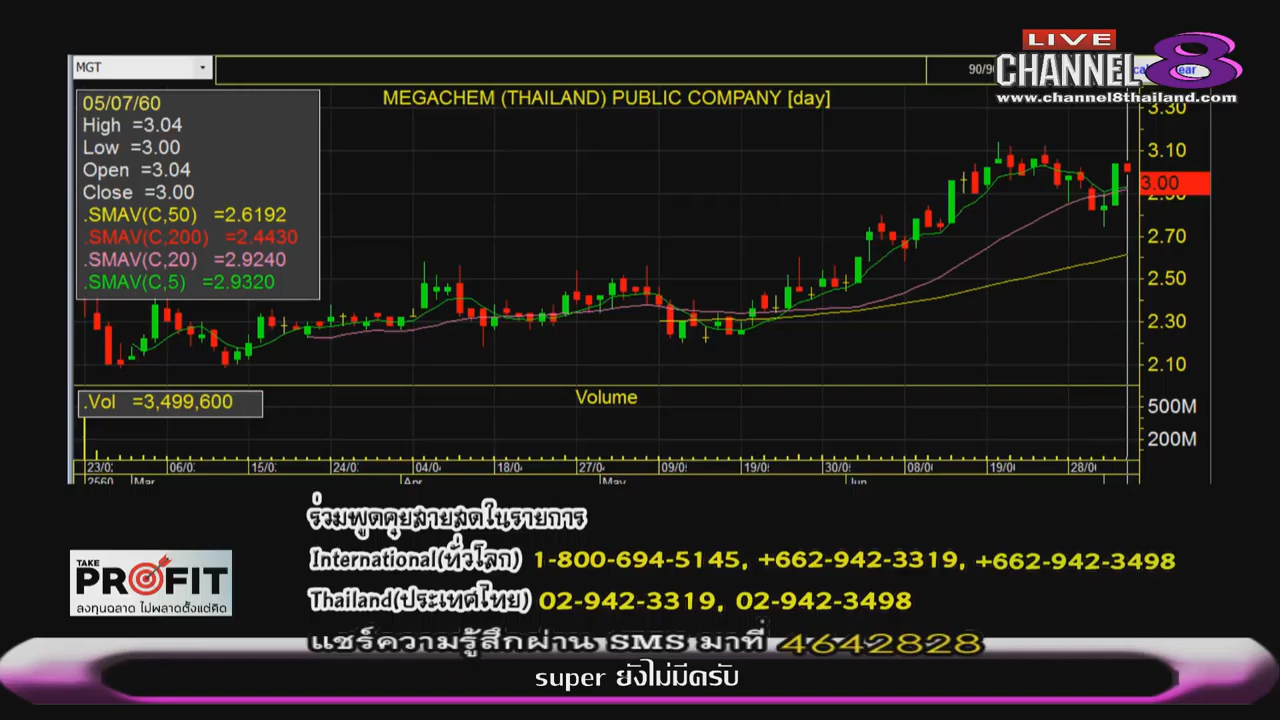 LIVE
CHANNEL 8
www.channel8thailand.com
MGT
90/90
05/07/60
High =3.04
Low =3.00
Open =3.04
Close =3.00
.SMAV(C,50) =2.6192
.SMAV(C,200) =2.4430
.SMAV(C,20) =2.9240
.SMAV(C,5) =2.9320
MEGACHEM (THAILAND) PUBLIC COMPANY [day]
3.30
3.10
3.00
2.90
2.70
2.50
2.30
2.10
.Vol =3,499,600
Volume
500M
200M
23/0 06/0 15/0 24/0 04/0 18/0 27/0 09/0 19/0 30/0 08/0 19/0 28/0
2560 Mar Apr May Jun
ร่วมพูดคุยสายสดในรายการ
International(ทั่วโลก) 1-800-694-5145, +662-942-3319, +662-942-3498
Thailand(ประเทศไทย) 02-942-3319, 02-942-3498
แชร์ความรู้สึกผ่าน SMS มาที่ 4642828
TAKE
PROFIT
ลงทุนฉลาด ไม่พลาดตั้งแต่คิด
super ยังไม่มีครับ